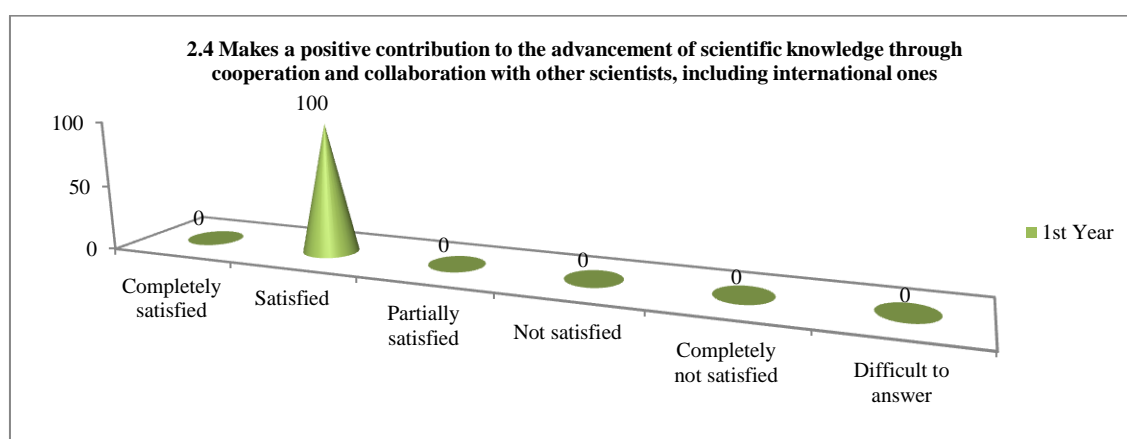 2.4 Makes a positive contribution to the advancement of scientific knowledge through
cooperation and collaboration with other scientists, including international ones
100
100
50
0
0
0
0
0
0
Completely
satisfied
Satisfied
Partially
satisfied
Not satisfied
Completely
not satisfied
Difficult to
answer
1st Year